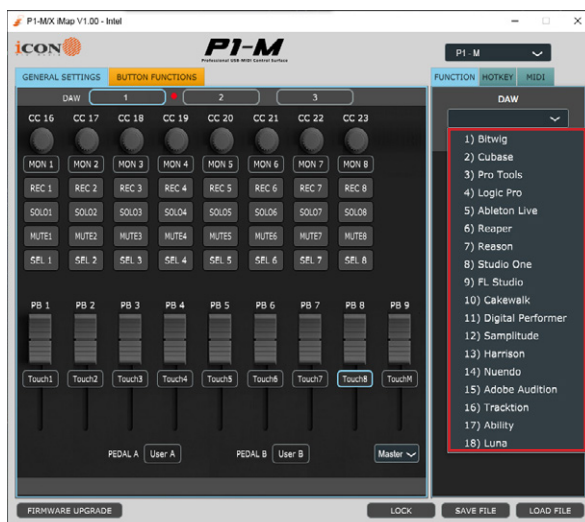 P1-M/X iMap V1.00 - Intel
iCON
P1-M
Professional USB MIDI Control Surface
P1-M
GENERAL SETTINGS BUTTON FUNCTIONS
FUNCTION HOTKEY MIDI
DAW 1 2 3
DAW
CC 16 CC 17 CC 18 CC 19 CC 20 CC 21 CC 22 CC 23
MON 1 MON 2 MON 3 MON 4 MON 5 MON 6 MON 7 MON 8
REC 1 REC 2 REC 3 REC 4 REC 5 REC 6 REC 7 REC 8
SOLO1 SOLO2 SOLO3 SOLO4 SOLO5 SOLO6 SOLO7 SOLO8
MUTE1 MUTE2 MUTE3 MUTE4 MUTE5 MUTE6 MUTE7 MUTE8
SEL 1 SEL 2 SEL 3 SEL 4 SEL 5 SEL 6 SEL 7 SEL 8
PB 1 PB 2 PB 3 PB 4 PB 5 PB 6 PB 7 PB 8 PB 9
Touch1 Touch2 Touch3 Touch4 Touch5 Touch6 Touch7 Touch8 TouchM
PEDAL A User A PEDAL B User B Master
1) Bitwig
2) Cubase
3) Pro Tools
4) Logic Pro
5) Ableton Live
6) Reaper
7) Reason
8) Studio One
9) FL Studio
10) Cakewalk
11) Digital Performer
12) Samplitude
13) Harrison
14) Nuendo
15) Adobe Audition
16) Tracktion
17) Ability
18) Luna
FIRMWARE UPGRADE LOCK SAVE FILE LOAD FILE